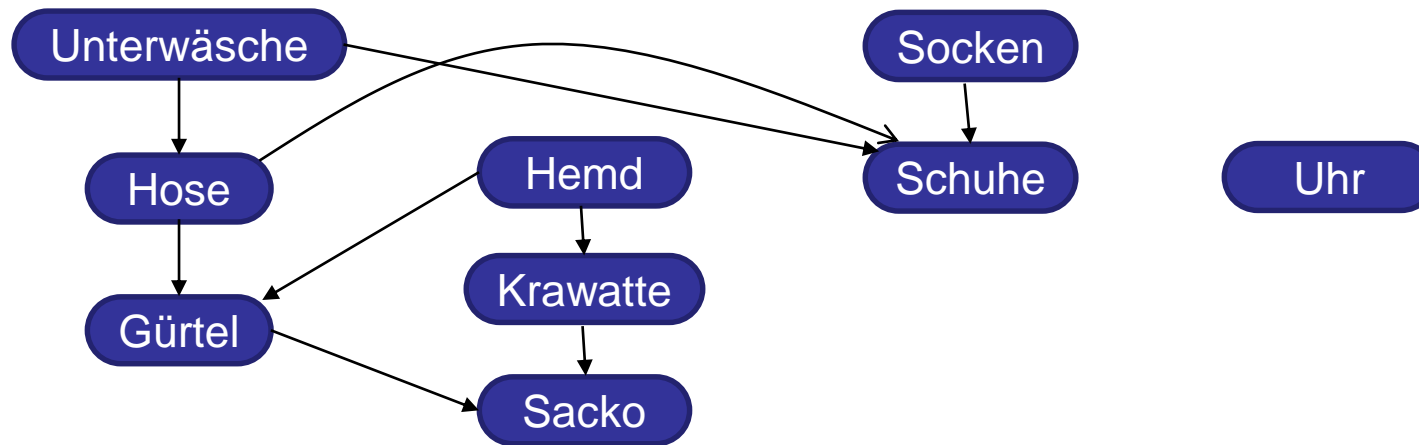 Unterwäsche
Socken
Hose
Hemd
Schuhe
Uhr
Krawatte
Gürtel
Sacko